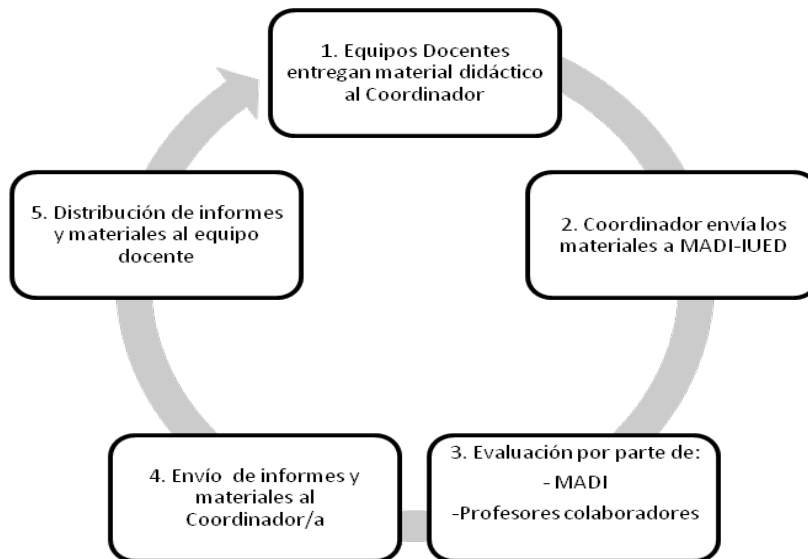 1. Equipos Docentes
entregan material didáctico
al Coordinador
2. Coordinador envía los
materiales a MADI-IUED
3. Evaluación por parte de:
- MADI
-Profesores colaboradores
4. Envío de informes y
materiales al
Coordinador/a
5. Distribución de informes
y materiales al equipo
docente